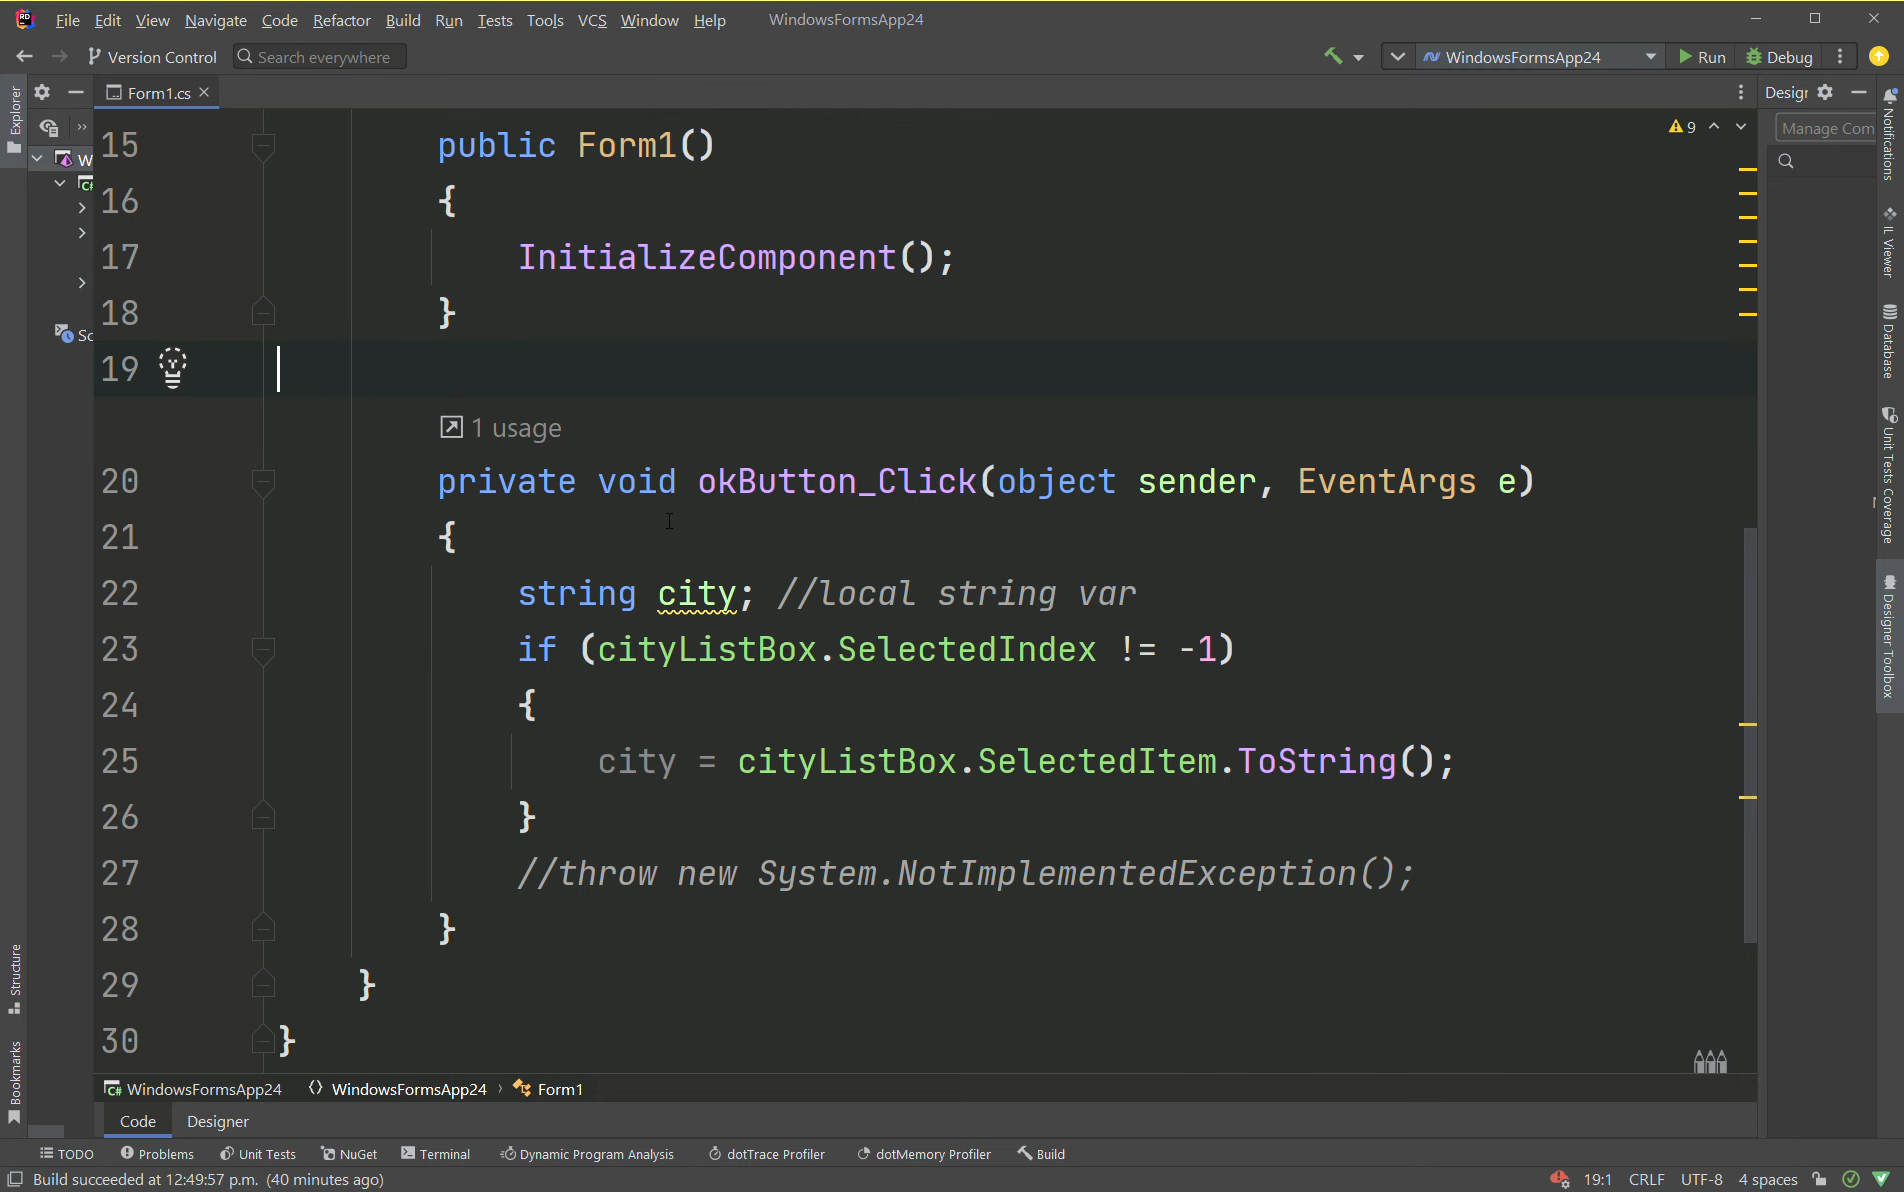 File Edit View Navigate Code Refactor Build Run Tests Tools VCS Window Help WindowsFormsApp24
Version Control Search everywhere WindowsFormsApp24 Run Debug
Explorer
Form1.cs
Design
9
Manage Com
W
C#
Sc
15 public Form1()
16 {
17 InitializeComponent();
18 }
19
1 usage
20 private void okButton_Click(object sender, EventArgs e)
21 {
22 string city; //local string var
23 if (cityListBox.SelectedIndex != -1)
24 {
25 city = cityListBox.SelectedItem.ToString();
26 }
27 //throw new System.NotImplementedException();
28 }
29 }
30 }
Notifications
IL Viewer
Database
Unit Tests Coverage
Designer Toolbox
Structure
Bookmarks
C# WindowsFormsApp24 WindowsFormsApp24 › Form1
Code Designer
TODO Problems Unit Tests NuGet Terminal Dynamic Program Analysis dotTrace Profiler dotMemory Profiler Build
Build succeeded at 12:49:57 p.m. (40 minutes ago) 19:1 CRLF UTF-8 4 spaces